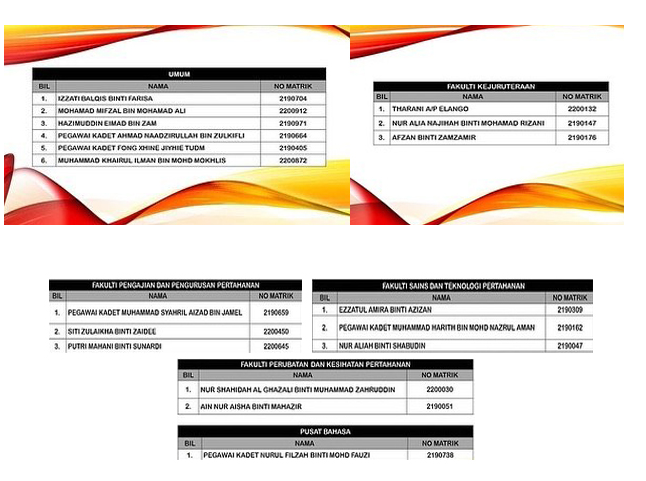 UMUM
BIL NAMA NO MATRIK
1. IZZATI BALQIS BINTI FARISA 2190704
2. MOHAMAD MIFZAL BIN MOHAMAD ALI 2200912
3. HAZIMUDDIN EIMAD BIN ZAM 2190971
4. PEGAWAI KADET AHMAD NAADZIRULLAH BIN ZULKIFLI 2190664
5. PEGAWAI KADET FONG XHINE JIYHIE TUDM 2190405
6. MUHAMMAD KHAIRUL ILMAN BIN MOHD MOKHLIS 2200872
FAKULTI KEJURUTERAAN
BIL NAMA NO MATRIK
1. THARANI A/P ELANGO 2200132
2. NUR ALIA NAJIHAH BINTI MOHAMAD RIZANI 2190147
3. AFZAN BINTI ZAMZAMIR 2190176
FAKULTI PENGAJIAN DAN PENGURUSAN PERTAHANAN
BIL NAMA NO MATRIK
1. PEGAWAI KADET MUHAMMAD SYAHRIL AIZAD BIN JAMEL 2190659
2. SITI ZULAIKHA BINTI ZAIDEE 2200450
3. PUTRI MAHANI BINTI SUNARDI 2200645
FAKULTI SAINS DAN TEKNOLOGI PERTAHANAN
BIL NAMA NO MATRIK
1. EZZATUL AMIRA BINTI AZIZAN 2190309
2. PEGAWAI KADET MUHAMMAD HARITH BIN MOHD NAZRUL AMAN 2190162
3. NUR ALIAH BINTI SHABUDIN 2190047
FAKULTI PERUBATAN DAN KESIHATAN PERTAHANAN
BIL NAMA NO MATRIK
1. NUR SHAHIDAH AL GHAZALI BINTI MUHAMMAD ZAHRUDDIN 2200030
2. AIN NUR AISHA BINTI MAHAZIR 2190051
PUSAT BAHASA
BIL NAMA NO MATRIK
1. PEGAWAI KADET NURUL FILZAH BINTI MOHD FAUZI 2190738